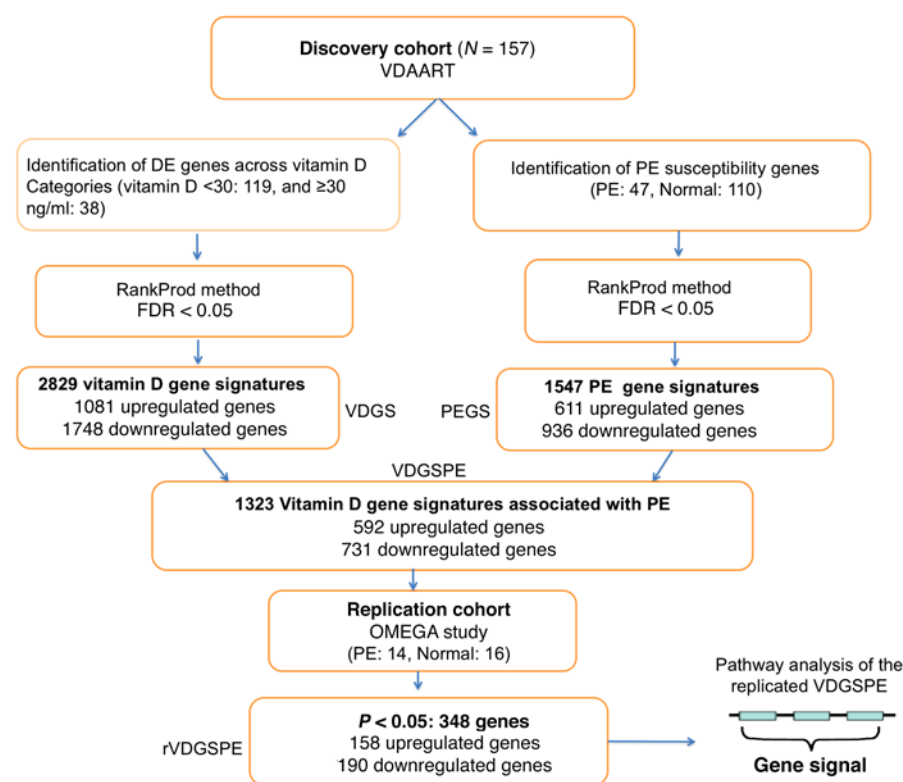 Discovery cohort (N = 157)
VDAART
Identification of DE genes across vitamin D
Categories (vitamin D <30: 119, and ≥30
ng/ml: 38)
Identification of PE susceptibility genes
(PE: 47, Normal: 110)
RankProd method
FDR < 0.05
RankProd method
FDR < 0.05
2829 vitamin D gene signatures
1081 upregulated genes
1748 downregulated genes
VDGS
PEGS
1547 PE gene signatures
611 upregulated genes
936 downregulated genes
VDGSPE
1323 Vitamin D gene signatures associated with PE
592 upregulated genes
731 downregulated genes
Replication cohort
OMEGA study
(PE: 14, Normal: 16)
rVDGSPE
P < 0.05: 348 genes
158 upregulated genes
190 downregulated genes
Pathway analysis of the
replicated VDGSPE
Gene signal